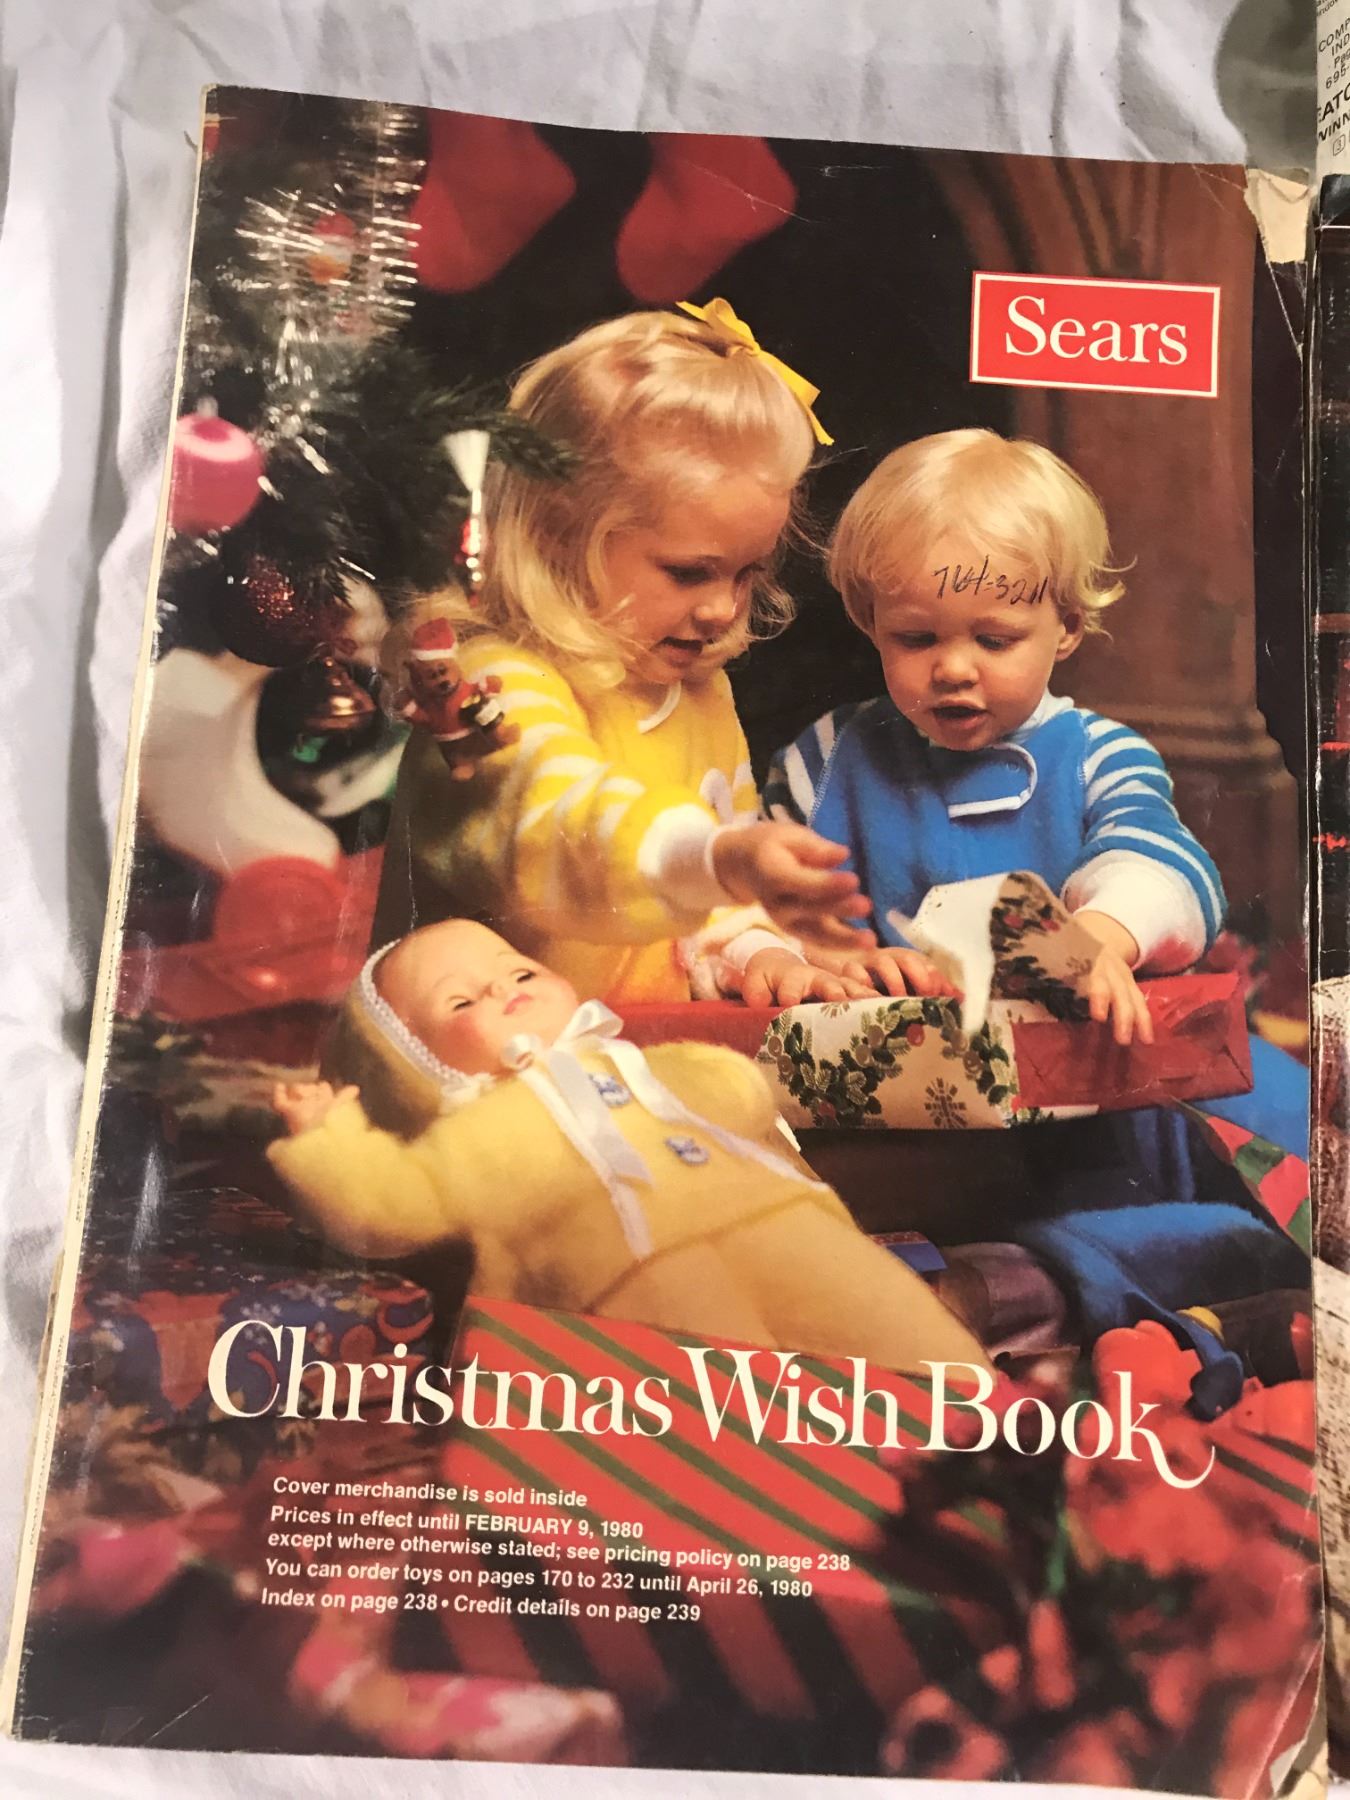 Sears
764-3211
Christmas Wish Book
Cover merchandise is sold inside
Prices in effect until FEBRUARY 9, 1980
except where otherwise stated; see pricing policy on page 238
You can order toys on pages 170 to 232 until April 26, 1980
Index on page 238 • Credit details on page 239